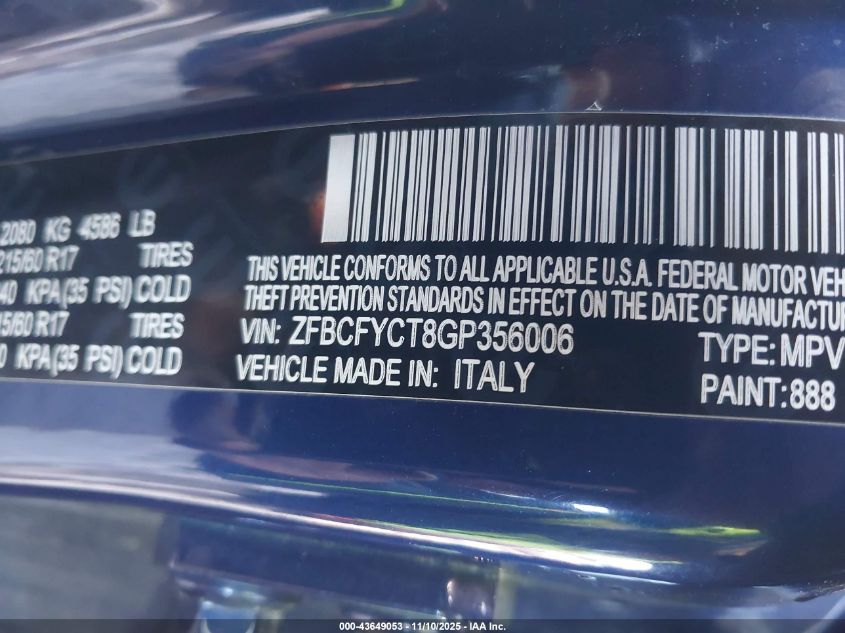 2080 KG 4586 LB
215/60 R17 TIRES
40 KPA(35 PSI) COLD
15/60 R17 TIRES
0 KPA(35 PSI) COLD
THIS VEHICLE CONFORMS TO ALL APPLICABLE U.S.A. FEDERAL MOTOR VEH
THEFT PREVENTION STANDARDS IN EFFECT ON THE DATE OF MANUFACTUR
VIN: ZFBCFYCT8GP356006 TYPE: MPV
VEHICLE MADE IN: ITALY PAINT: 888
000-43649053 - 11/10/2025 - IAA Inc.